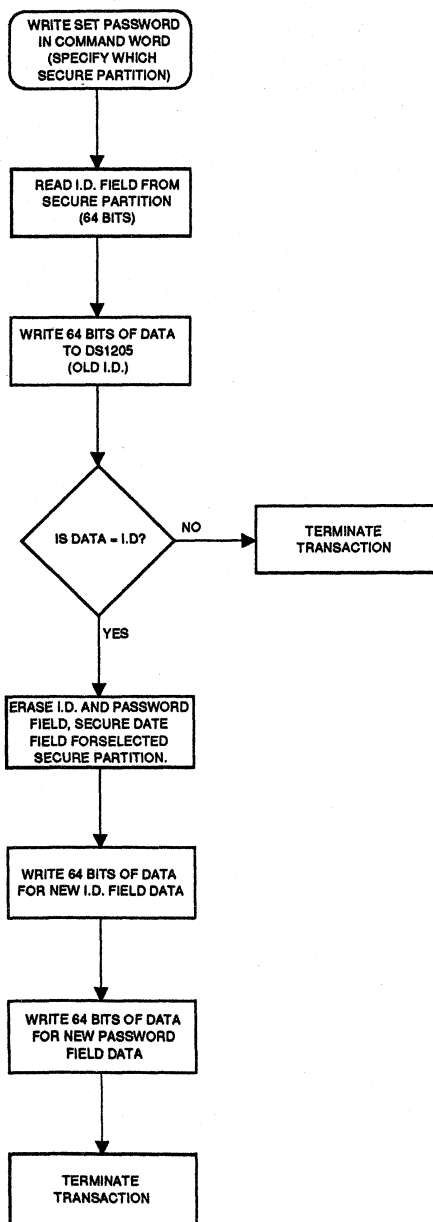 WRITE SET PASSWORD
IN COMMAND WORD
(SPECIFY WHICH
SECURE PARTITION)
READ I.D. FIELD FROM
SECURE PARTITION
(64 BITS)
WRITE 64 BITS OF DATA
TO DS1205
(OLD I.D.)
IS DATA = I.D?
NO
TERMINATE
TRANSACTION
YES
ERASE I.D. AND PASSWORD
FIELD, SECURE DATE
FIELD FORSELECTED
SECURE PARTITION.
WRITE 64 BITS OF DATA
FOR NEW I.D. FIELD DATA
WRITE 64 BITS OF DATA
FOR NEW PASSWORD
FIELD DATA
TERMINATE
TRANSACTION